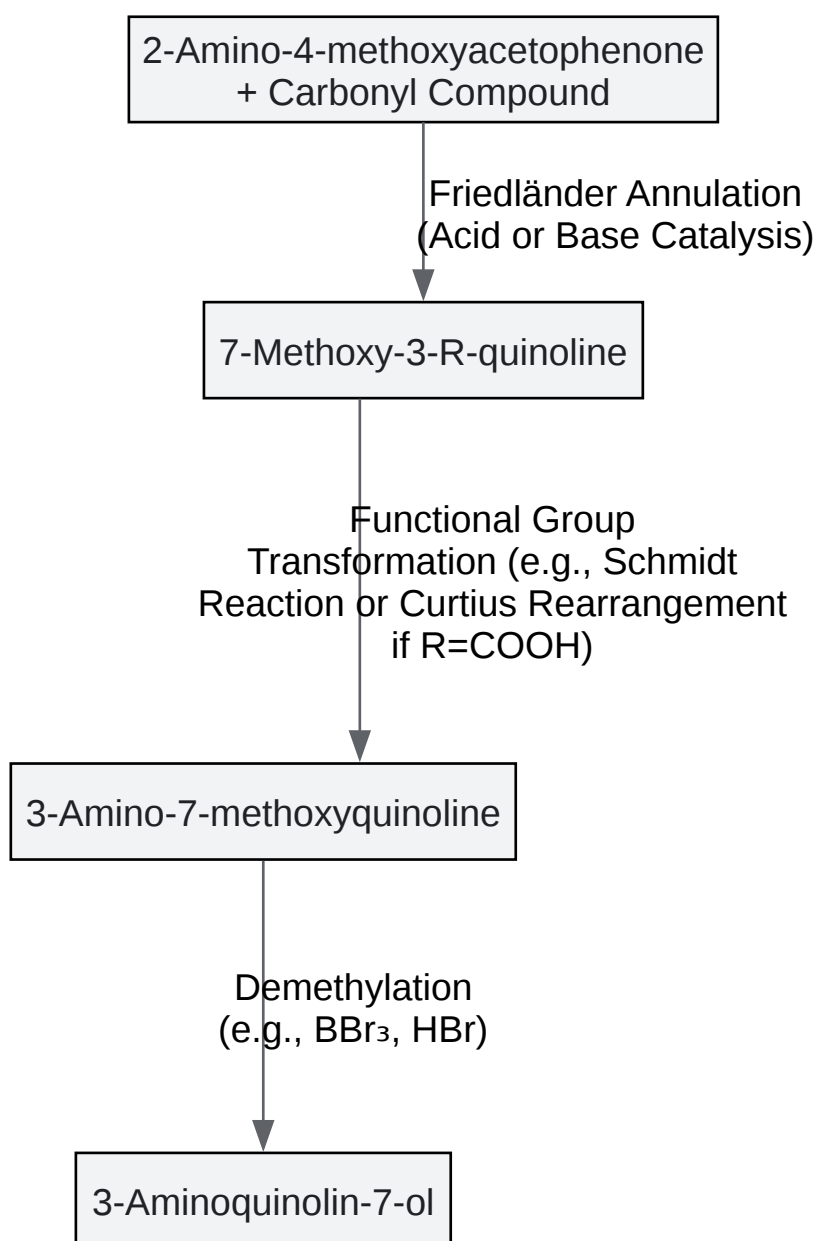 2-Amino-4-methoxyacetophenone
+ Carbonyl Compound
Friedländer Annulation
(Acid or Base Catalysis)
7-Methoxy-3-R-quinoline
Functional Group
Transformation (e.g., Schmidt
Reaction or Curtius Rearrangement
if R=COOH)
3-Amino-7-methoxyquinoline
Demethylation
(e.g., BBr₃, HBr)
3-Aminoquinolin-7-ol